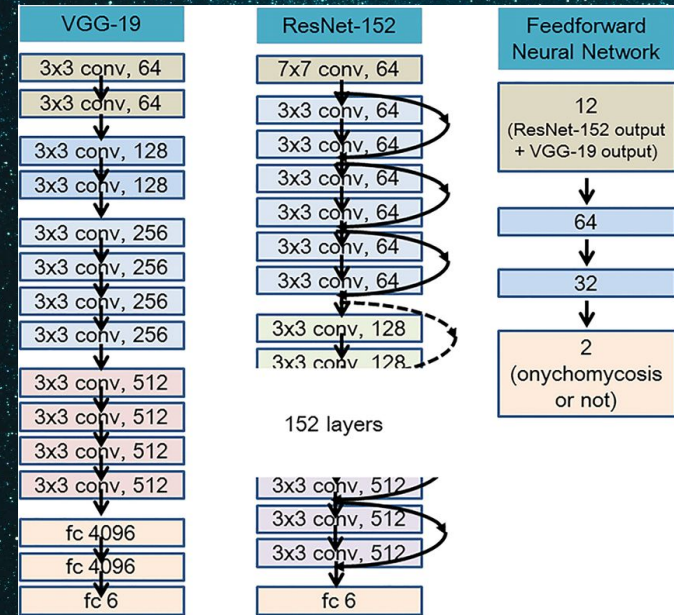 VGG-19
3x3 conv, 64
3x3 conv, 64
3x3 conv, 128
3x3 conv, 128
3x3 conv, 256
3x3 conv, 256
3x3 conv, 256
3x3 conv, 256
3x3 conv, 512
3x3 conv, 512
3x3 conv, 512
3x3 conv, 512
fc 4096
fc 4096
fc 6
ResNet-152
7x7 conv, 64
3x3 conv, 64
3x3 conv, 64
3x3 conv, 64
3x3 conv, 64
3x3 conv, 64
3x3 conv, 64
3x3 conv, 128
3x3 conv, 128
152 layers
3x3 conv, 512
3x3 conv, 512
3x3 conv, 512
fc 6
Feedforward
Neural Network
12
(ResNet-152 output
+ VGG-19 output)
64
32
2
(onychomycosis
or not)